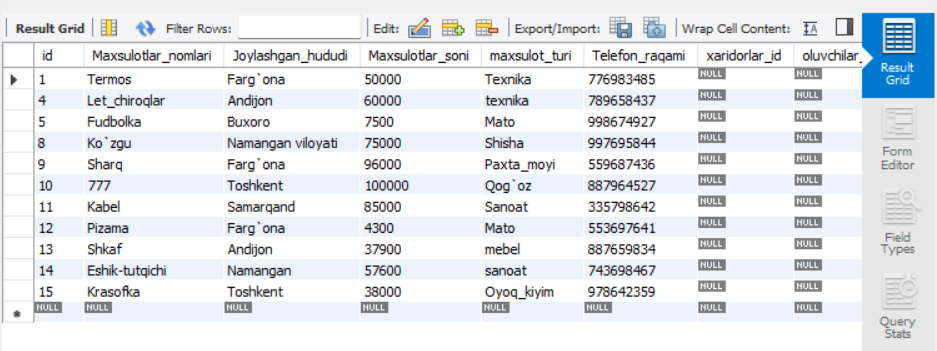 Result Grid Filter Rows: Edit: Export/Import: Wrap Cell Content:
id Maxsulotlar_nomlari Joylashgan_hududi Maxsulotlar_soni maxsulot_turi Telefon_raqami xaridorlar_id oluvchilar_
1 Termos Farg`ona 50000 Texnika 776983485 NULL NULL
4 Let_chiroqlar Andijon 60000 texnika 789658437 NULL NULL
5 Fudbolka Buxoro 7500 Mato 998674927 NULL NULL
8 Ko`zgu Namangan viloyati 75000 Shisha 997695844 NULL NULL
9 Sharq Farg`ona 96000 Paxta_moyi 559687436 NULL NULL
10 777 Toshkent 100000 Qog`oz 887964527 NULL NULL
11 Kabel Samarqand 85000 Sanoat 335798642 NULL NULL
12 Pizama Farg`ona 4300 Mato 553697641 NULL NULL
13 Shkaf Andijon 37900 mebel 887659834 NULL NULL
14 Eshik-tutqichi Namangan 57600 sanoat 743698467 NULL NULL
15 Krasofka Toshkent 38000 Oyoq_kiyim 978642359 NULL NULL
NULL NULL NULL NULL NULL NULL NULL NULL
Result
Grid
Form
Editor
Field
Types
Query
Stats